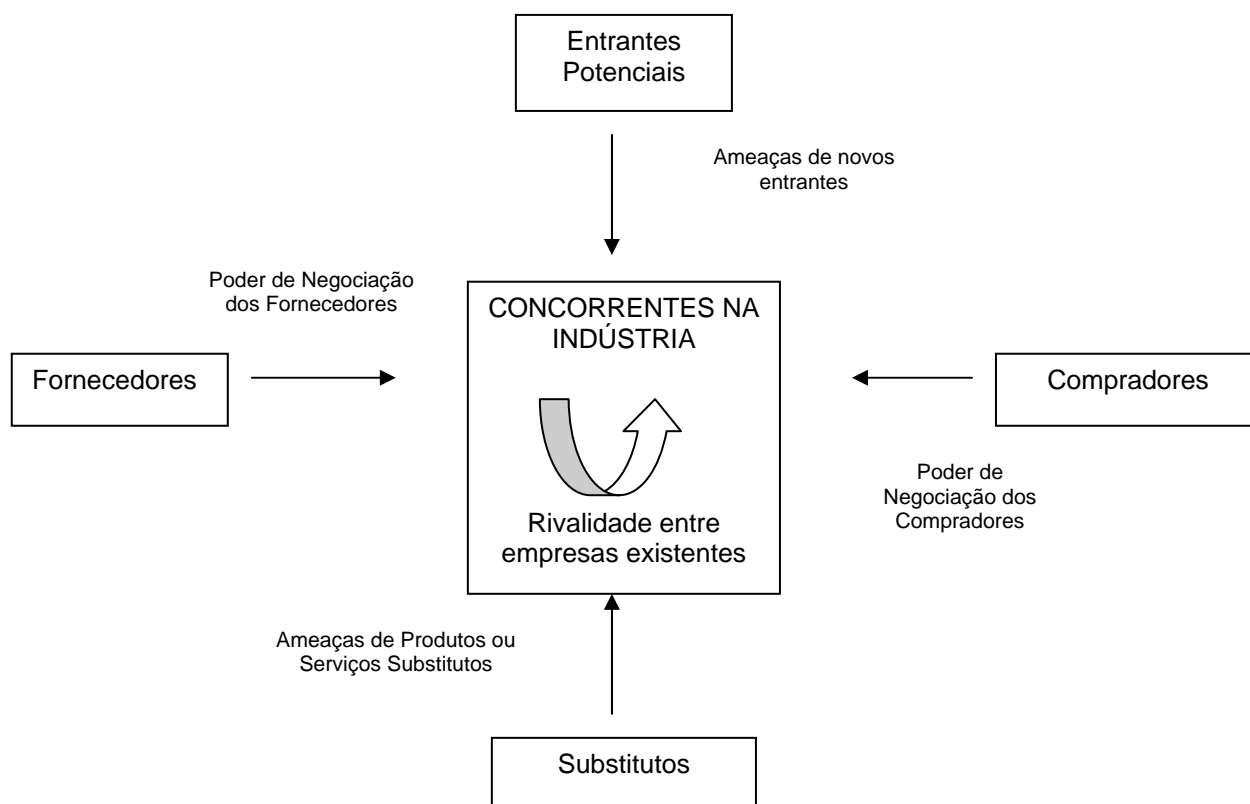 Entrantes
Potenciais
Ameaças de novos
entrantes
Poder de Negociação
dos Fornecedores
CONCORRENTES NA
INDÚSTRIA
Fornecedores
Compradores
Poder de
Negociação dos
Compradores
Rivalidade entre
empresas existentes
Ameaças de Produtos ou
Serviços Substitutos
Substitutos